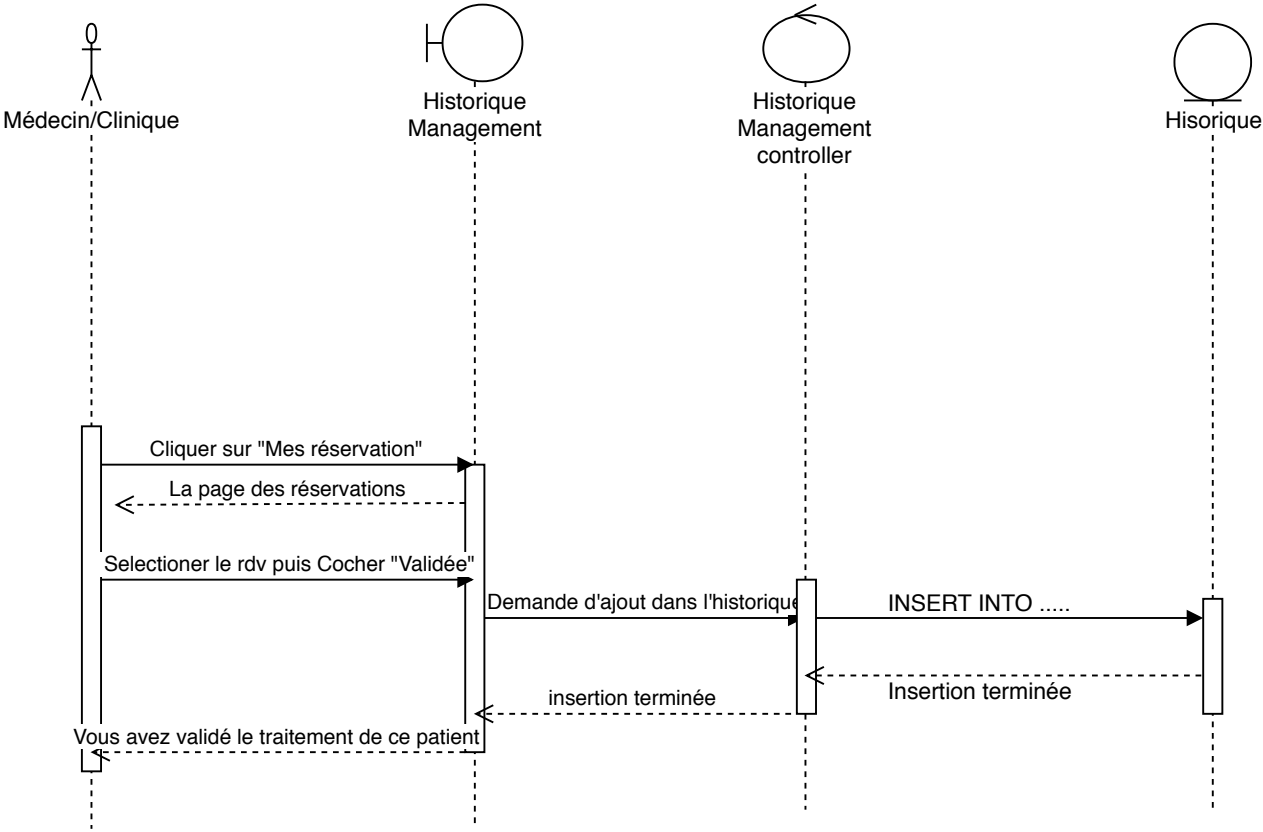 Médecin/Clinique
Historique
Management
Historique
Management
controller
Hisorique
Cliquer sur "Mes réservation"
La page des réservations
Selectioner le rdv puis Cocher "Validée"
Demande d'ajout dans l'historique
INSERT INTO .....
Insertion terminée
insertion terminée
Vous avez validé le traitement de ce patient